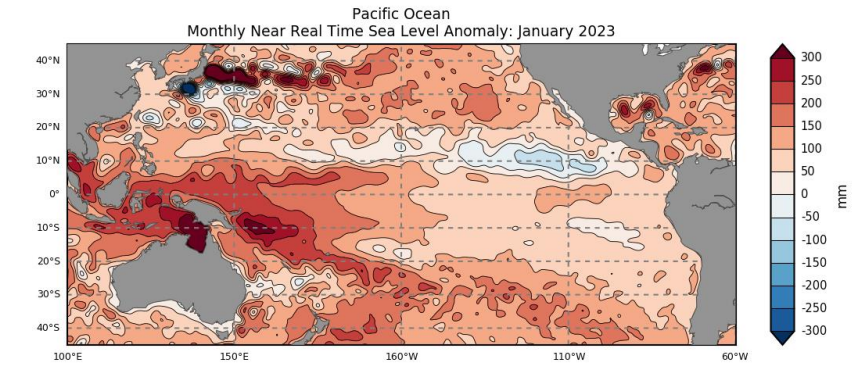 Pacific Ocean
Monthly Near Real Time Sea Level Anomaly: January 2023
40°N
30°N
20°N
10°N
0°
10°S
20°S
30°S
40°S
100°E
150°E
160°W
110°W
60°W
300
250
200
150
100
50
0
-50
-100
-150
-200
-250
-300
mm